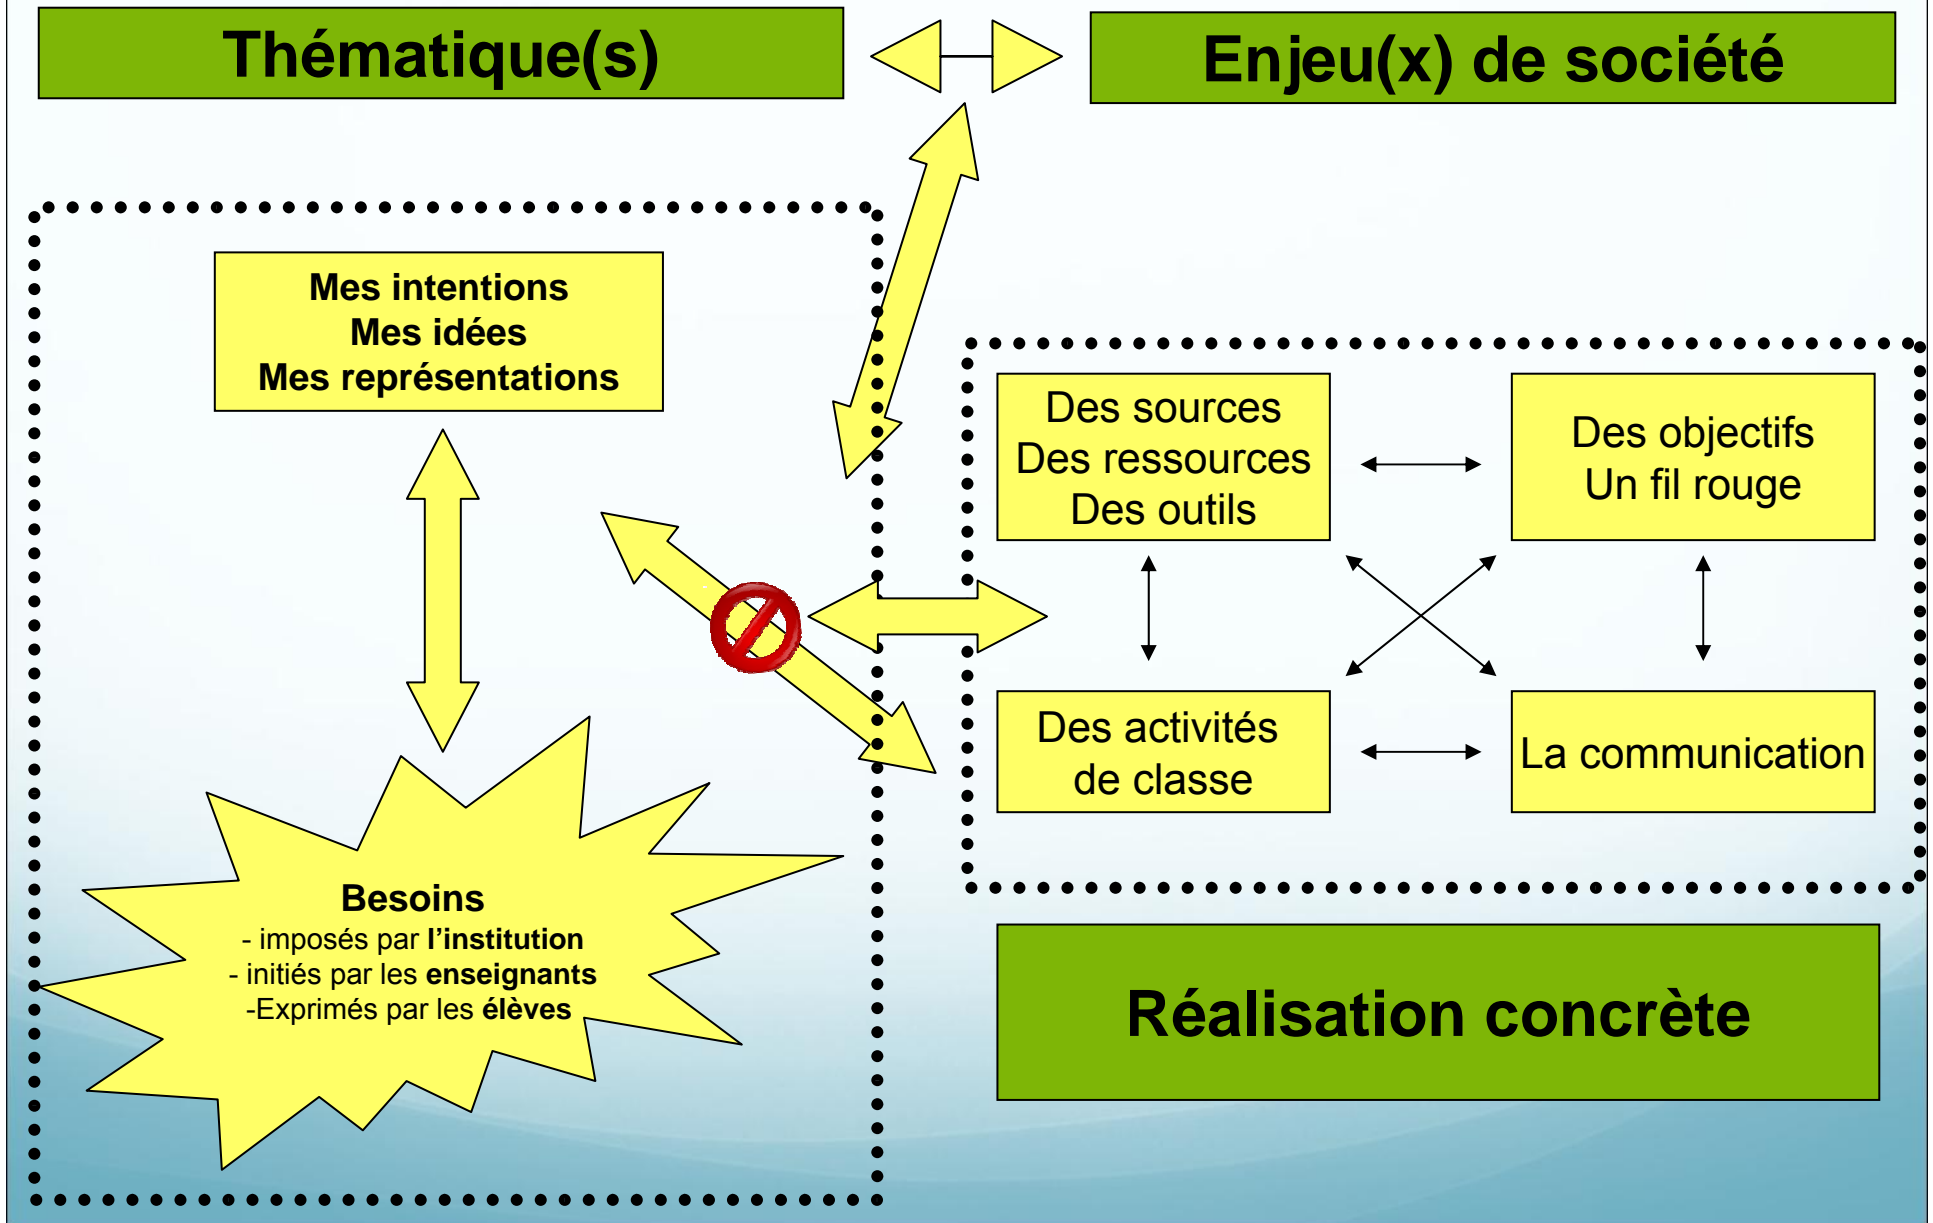 Thématique(s)
Enjeu(x) de société
Mes intentions
Mes idées
Mes représentations
Des sources
Des ressources
Des outils
Des objectifs
Un fil rouge
Des activités
de classe
La communication
Besoins
- imposés par l’institution
- initiés par les enseignants
-Exprimés par les élèves
Réalisation concrète